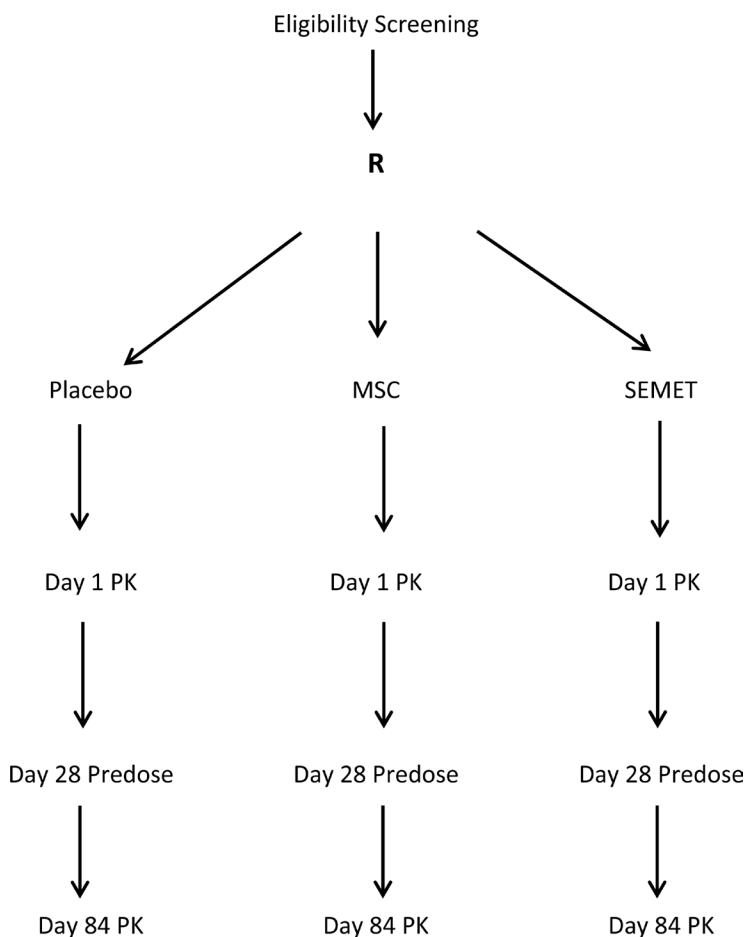 Eligibility Screening
R
Placebo MSC SEMET
Day 1 PK Day 1 PK Day 1 PK
Day 28 Predose Day 28 Predose Day 28 Predose
Day 84 PK Day 84 PK Day 84 PK